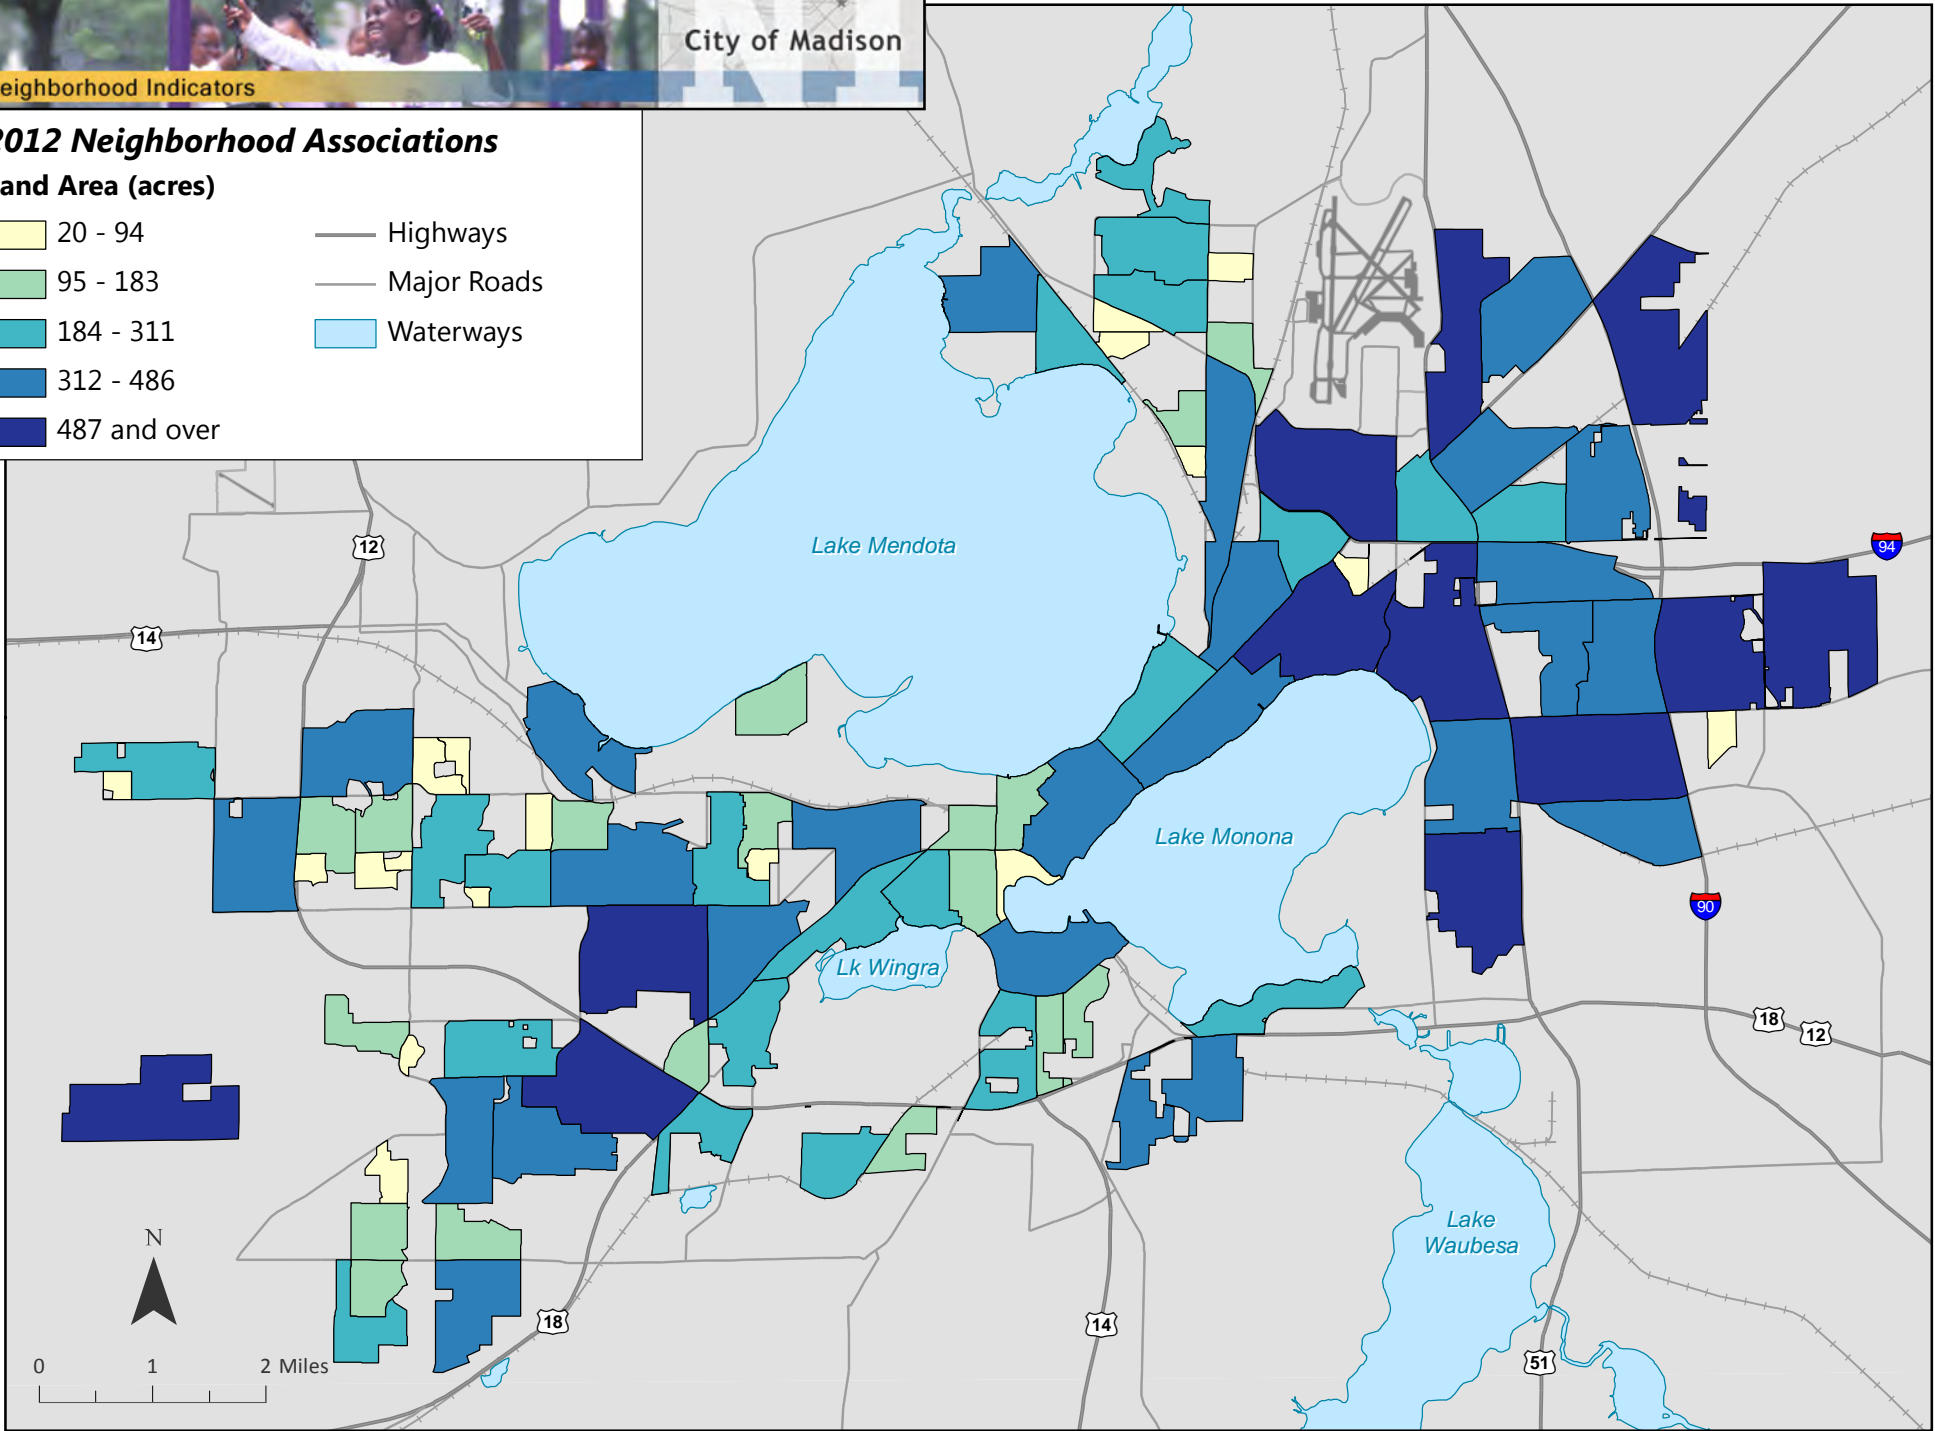 City of Madison
eighborhood Indicators
2012 Neighborhood Associations
and Area (acres)
20 - 94
Highways
95 - 183
Major Roads
184 - 311
Waterways
312 - 486
487 and over
Lake Mendota
12
94
14
Lake Monona
90
Lk Wingra
18
12
Lake
Waubesa
N
18
14
51
0 1 2 Miles